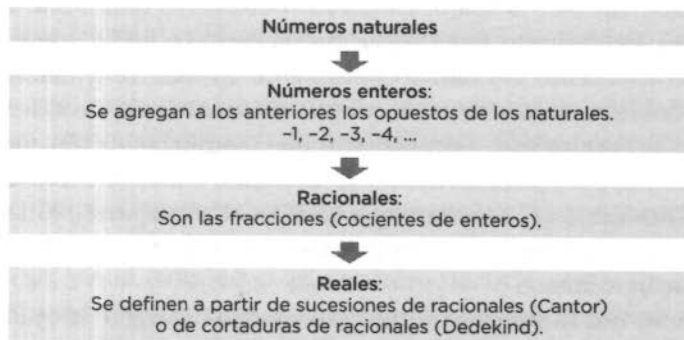 Números naturales
Números enteros:
Se agregan a los anteriores los opuestos de los naturales.
–1, –2, –3, –4, ...
Racionales:
Son las fracciones (cocientes de enteros).
Reales:
Se definen a partir de sucesiones de racionales (Cantor)
o de cortaduras de racionales (Dedekind).